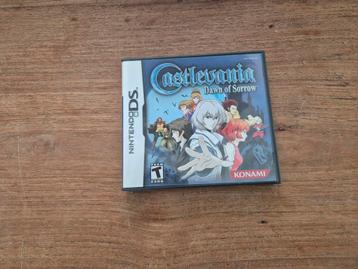 NINTENDO DS
Castlevania
Dawn of Sorrow
T
KONAMI